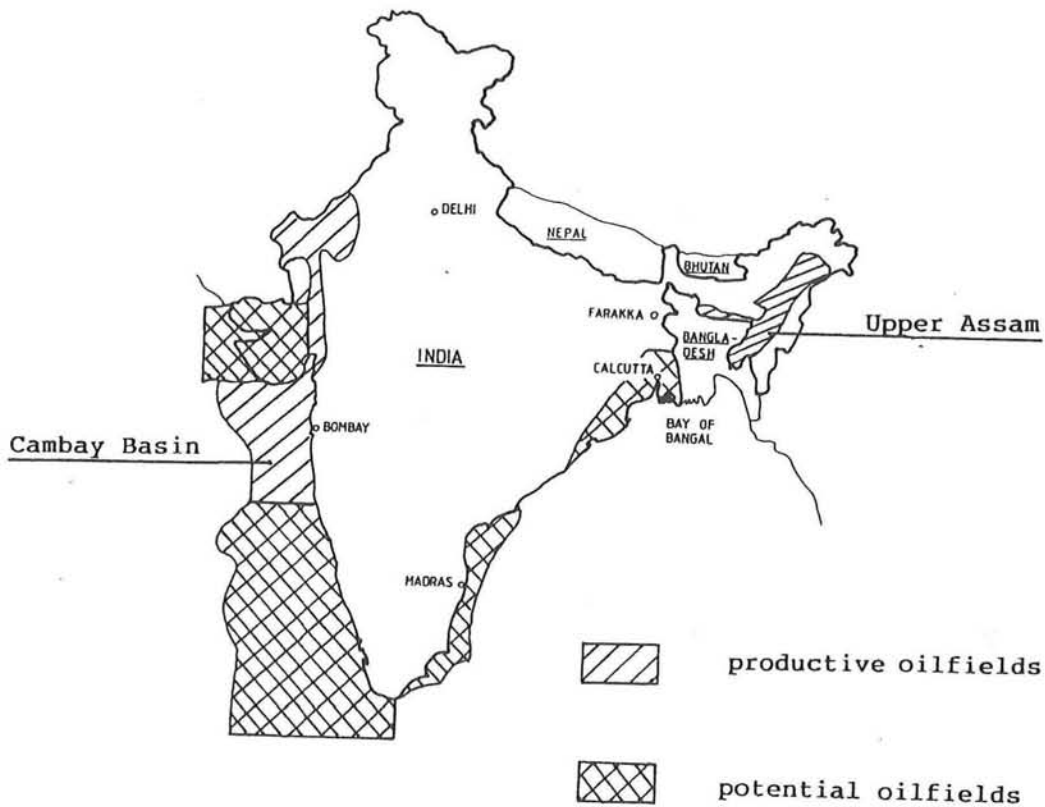 DELHI
NEPAL
BHUTAN
FARAKKA
BANGLA-
DESH
Upper Assam
INDIA
CALCUTTA
BAY OF
BANGAL
Cambay Basin
BOMBAY
MADRAS
productive oilfields
potential oilfields